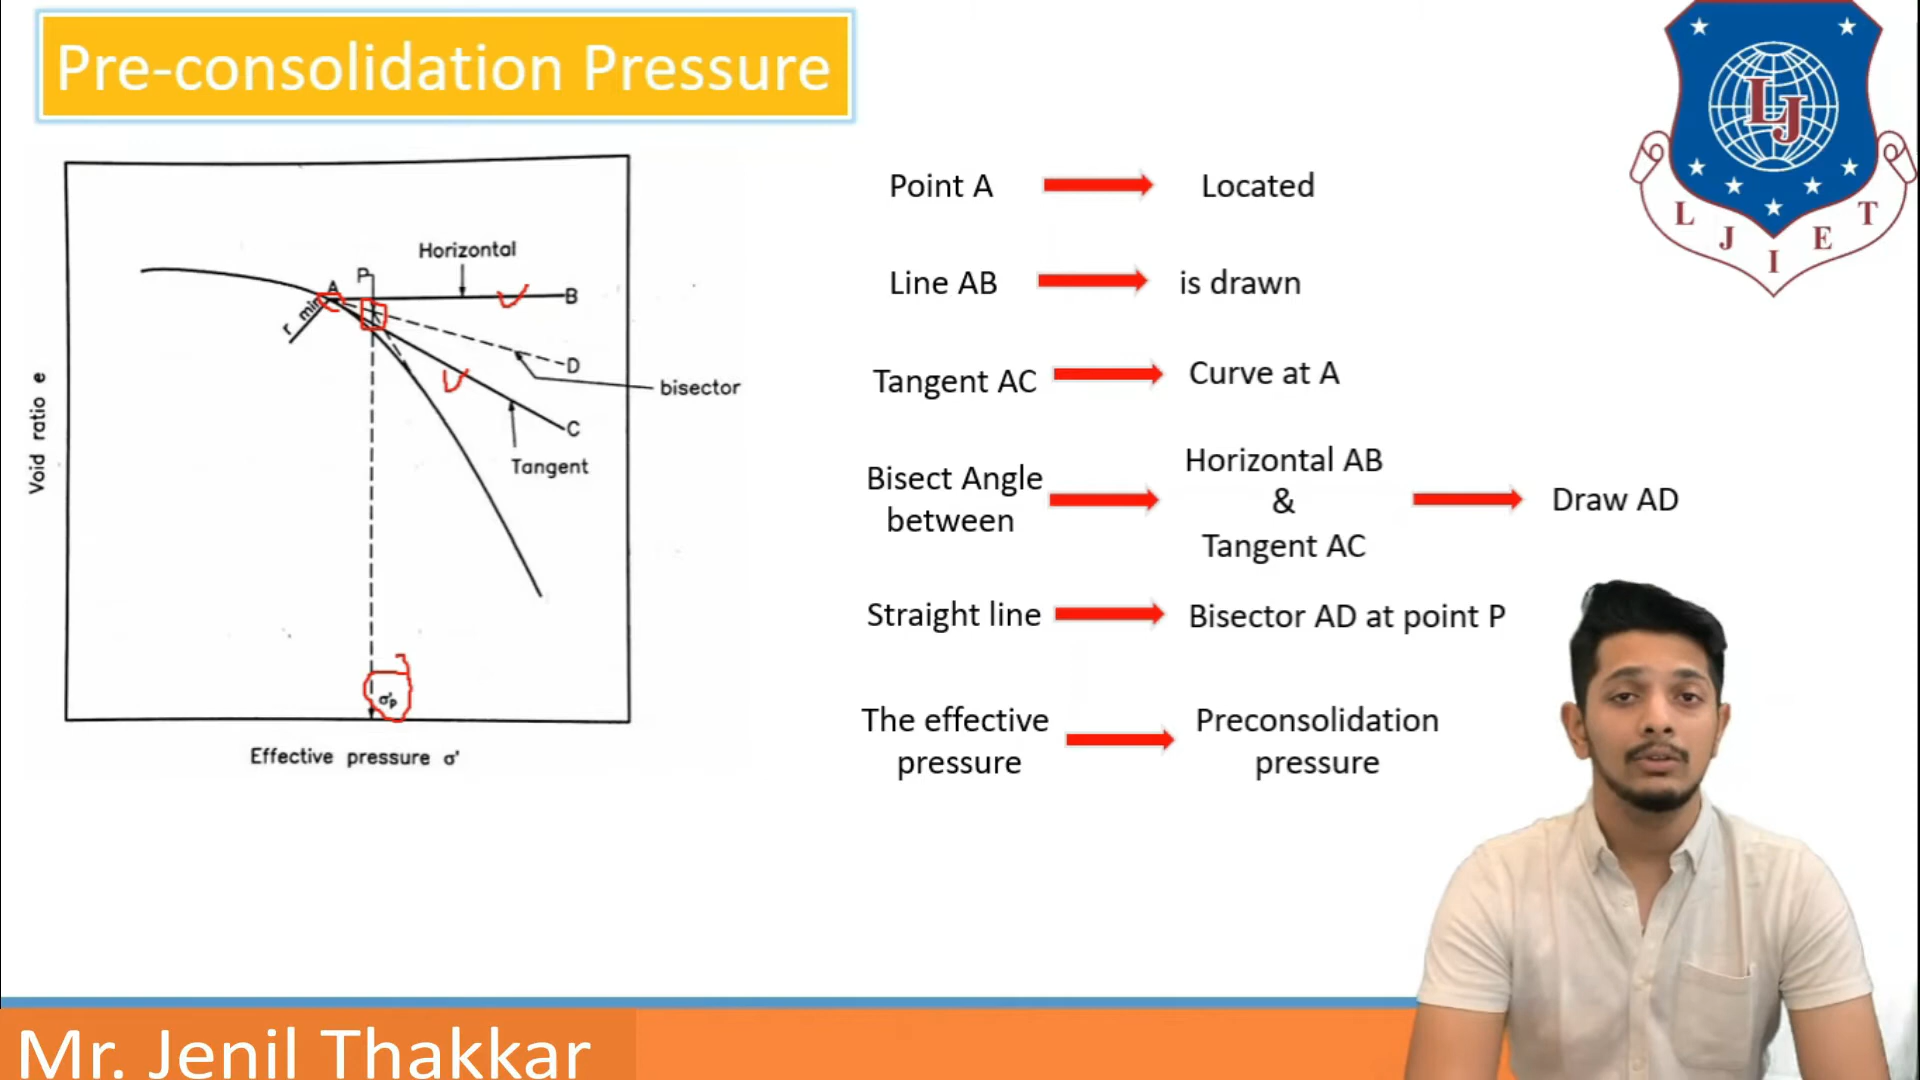 Pre-consolidation Pressure
L J
L J I E T
Horizontal
P
A
B
r min
D
bisector
C
Tangent
Void ratio e
σ'p
Effective pressure σ'
Point A Located
Line AB is drawn
Tangent AC Curve at A
Bisect Angle
between
Horizontal AB
&
Tangent AC
Draw AD
Straight line Bisector AD at point P
The effective
pressure
Preconsolidation
pressure
Mr. Jenil Thakkar